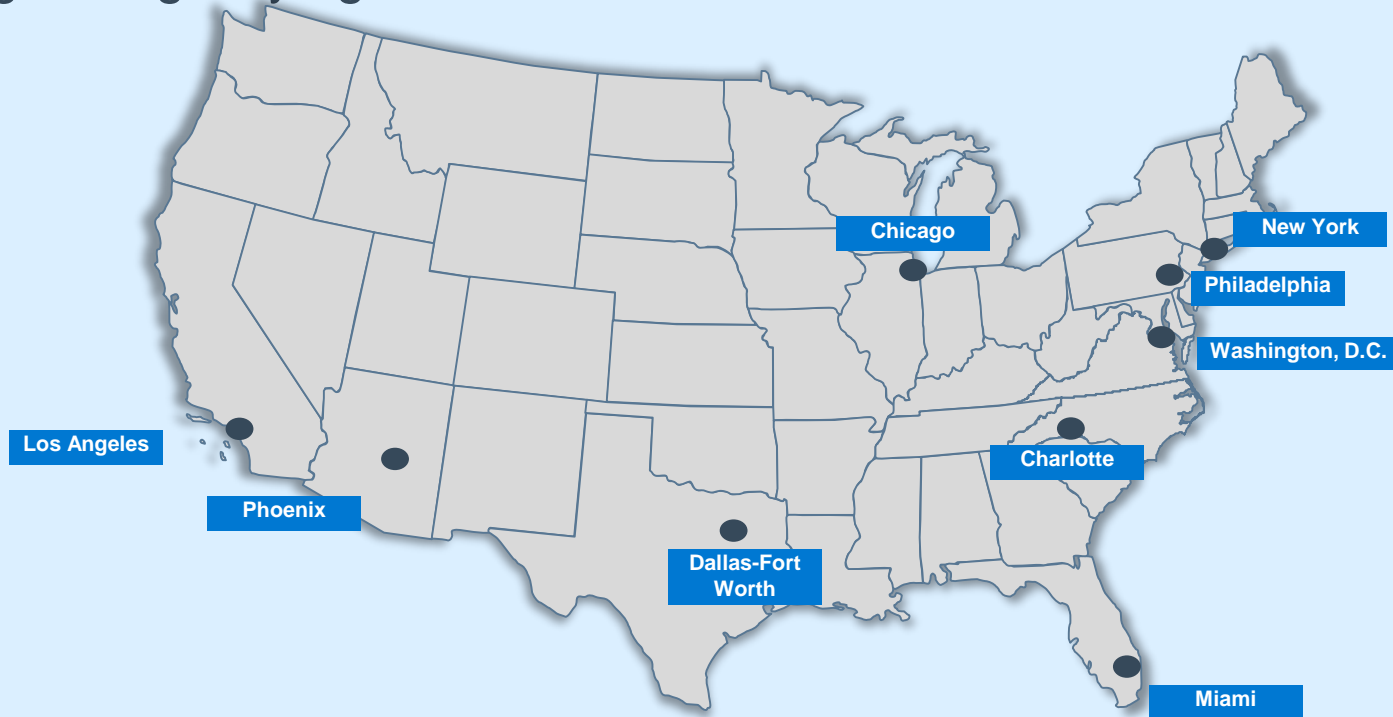 Chicago
New York
Philadelphia
Washington, D.C.
Los Angeles
Charlotte
Phoenix
Dallas-Fort
Worth
Miami